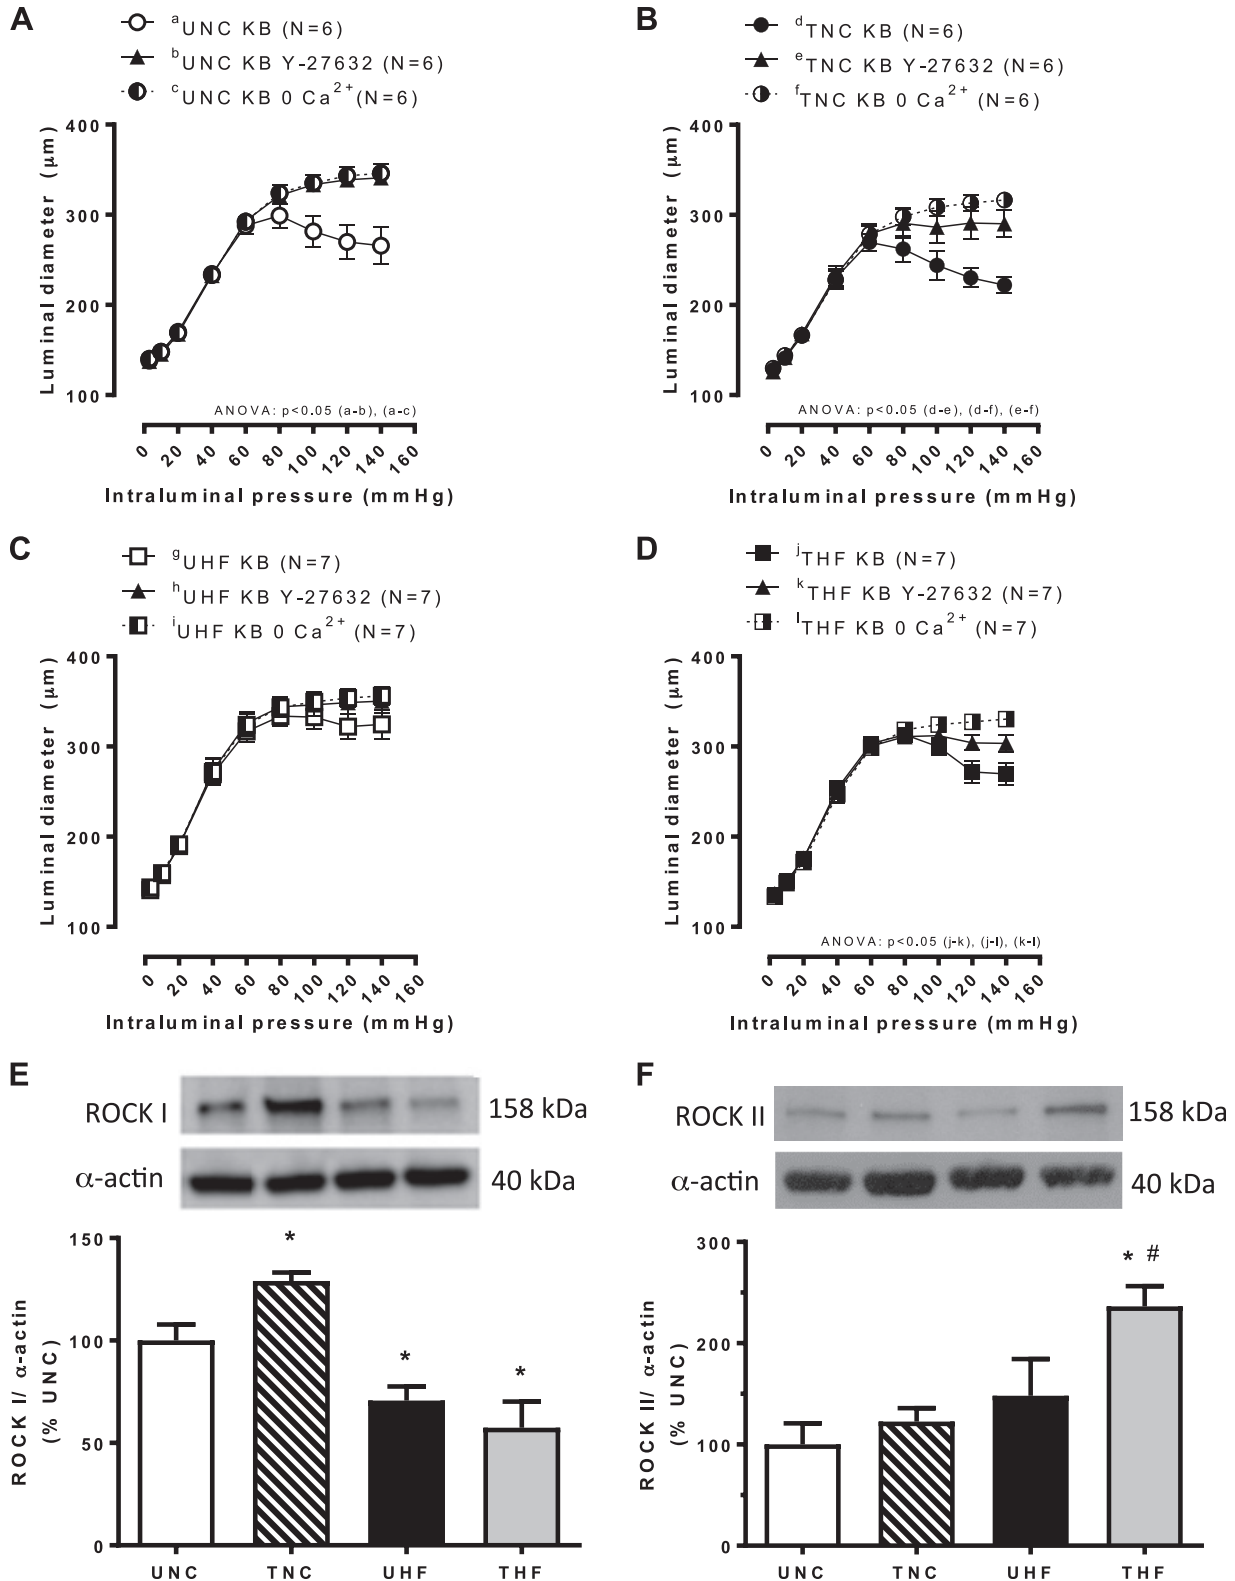 A
ᵃUNC KB (N=6)
ᵇUNC KB Y-27632 (N=6)
ᶜUNC KB 0 Ca²⁺(N=6)
400
300
200
100
Luminal diameter (μm)
ANOVA: p<0.05 (a-b), (a-c)
0 20 40 60 80 100 120 140 160
Intraluminal pressure (mmHg)
B
ᵈTNC KB (N=6)
ᵉTNC KB Y-27632 (N=6)
ᶠTNC KB 0 Ca²⁺ (N=6)
400
300
200
100
Luminal diameter (μm)
ANOVA: p<0.05 (d-e), (d-f), (e-f)
0 20 40 60 80 100 120 140 160
Intraluminal pressure (mmHg)
C
ᵍUHF KB (N=7)
ʰUHF KB Y-27632 (N=7)
ⁱUHF KB 0 Ca²⁺ (N=7)
400
300
200
100
Luminal diameter (μm)
0 20 40 60 80 100 120 140 160
Intraluminal pressure (mmHg)
D
ʲTHF KB (N=7)
ᵏTHF KB Y-27632 (N=7)
ˡTHF KB 0 Ca²⁺ (N=7)
400
300
200
100
Luminal diameter (μm)
ANOVA: p<0.05 (j-k), (j-l), (k-l)
0 20 40 60 80 100 120 140 160
Intraluminal pressure (mmHg)
E
ROCK I 158 kDa
α-actin 40 kDa
150
100
50
0
ROCK I/ α-actin
(% UNC)
*
*
*
UNC TNC UHF THF
F
ROCK II 158 kDa
α-actin 40 kDa
300
200
100
0
ROCK II/ α-actin
(% UNC)
* #
UNC TNC UHF THF